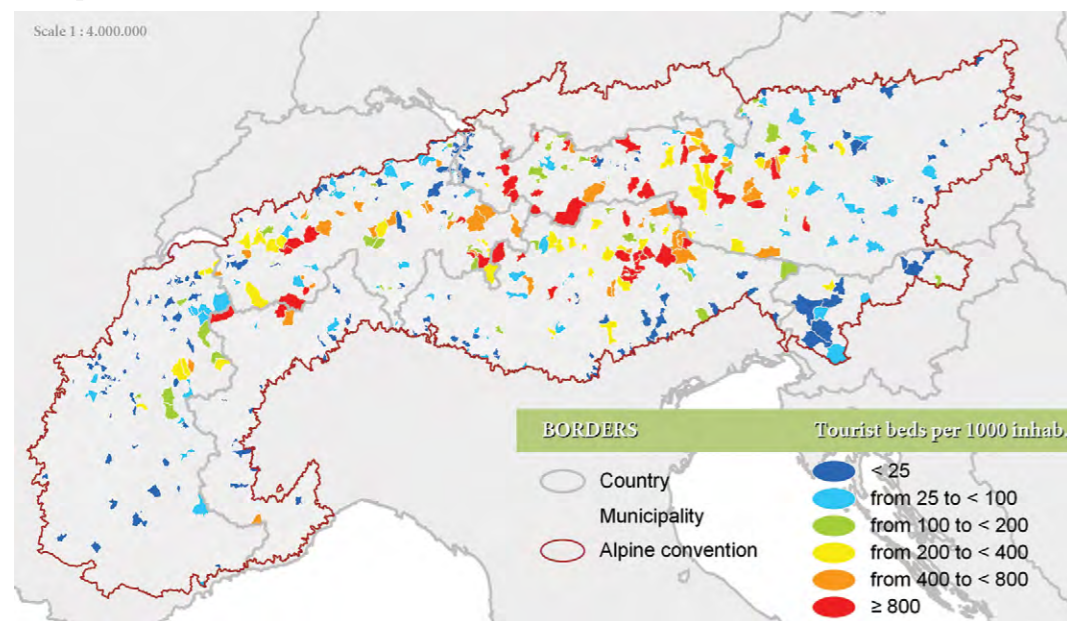 Scale 1 : 4.000.000
BORDERS
Country
Municipality
Alpine convention
Tourist beds per 1000 inhab.
< 25
from 25 to < 100
from 100 to < 200
from 200 to < 400
from 400 to < 800
≥ 800